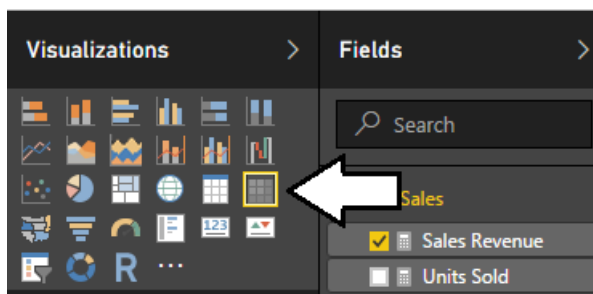 Visualizations
Fields
Search
Sales
Sales Revenue
Units Sold
123
R